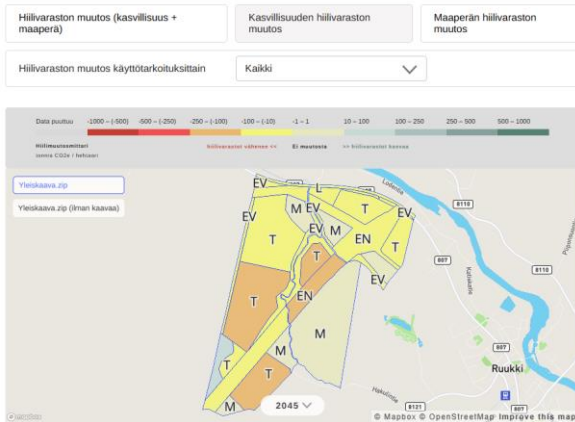 Hiilivaraston muutos (kasvillisuus +
maaperä)
Kasvillisuuden hiilivaraston
muutos
Maaperän hiilivaraston
muutos
Hiilivaraston muutos käyttötarkoituksittain
Kaikki
Data puuttuu -1000 – (-500) -500 – (-250) -250 – (-100) -100 – (-10) -1 – 1 10 – 100 100 – 250 250 – 500 500 – 1000
Hiilimuutosmittari
tonnia CO2e / hehtaari
hiilivarastot vähenee << Ei muutosta >> hiilivarastot kasvaa
Yleiskaava.zip
Yleiskaava.zip (ilman kaavaa)
EV
L
T
M
EV
EV
EV
T
EV
M
EN
T
T
EV
T
EN
M
M
T
T
M
8110
807
8110
807
Ruukki
8121
807
2045
© Mapbox © OpenStreetMap Improve this map